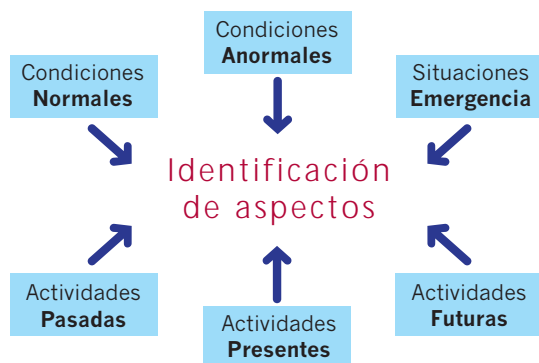 Condiciones
Anormales
Condiciones
Normales
Situaciones
Emergencia
Identificación
de aspectos
Actividades
Pasadas
Actividades
Presentes
Actividades
Futuras